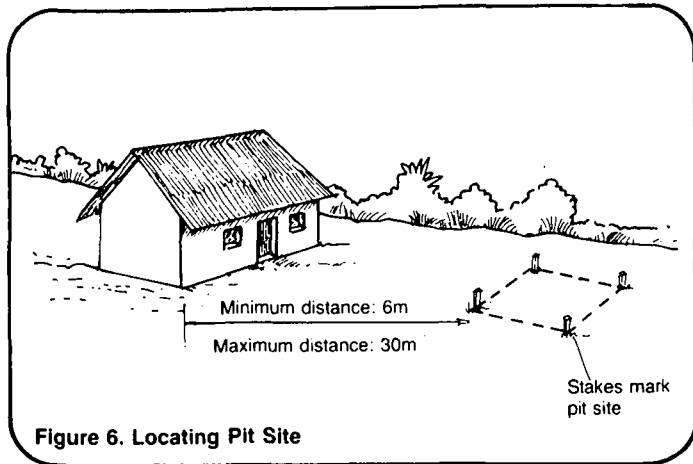 Minimum distance: 6m
Maximum distance: 30m
Stakes mark
pit site
Figure 6. Locating Pit Site